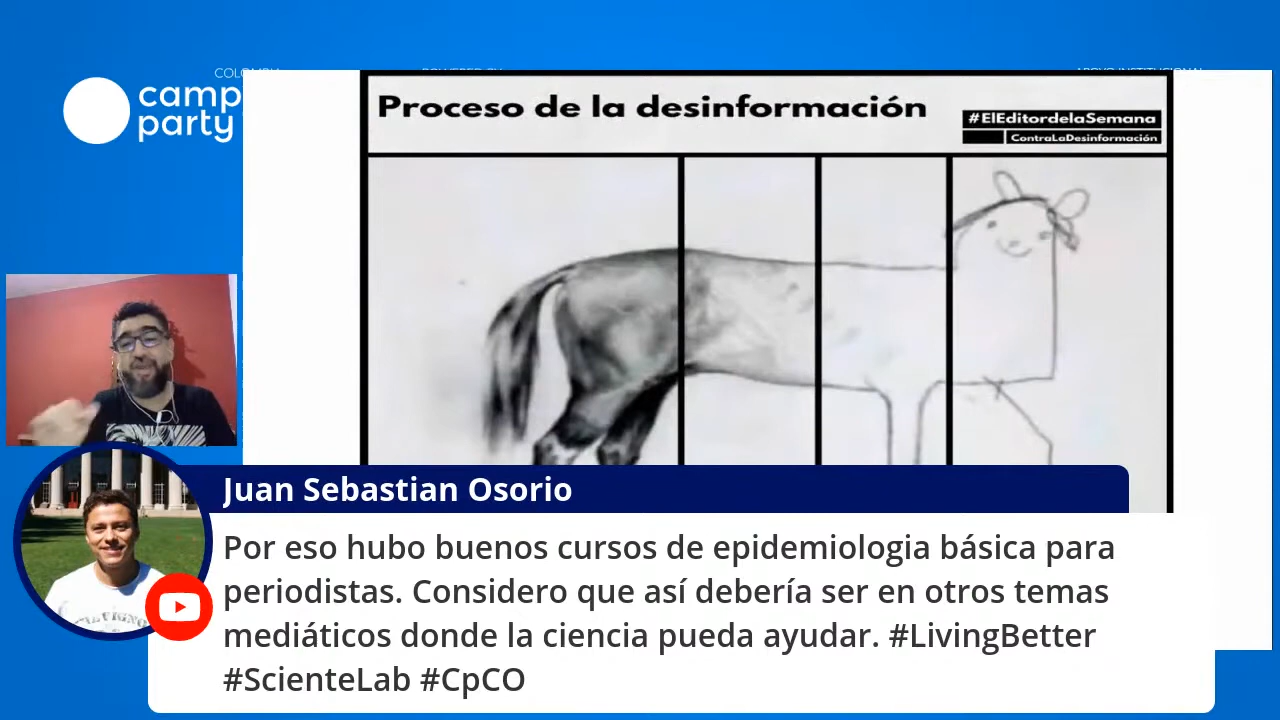 camp
party
Proceso de la desinformación
#ElEditordelaSemana
ContraLaDesinformación
Juan Sebastian Osorio
Por eso hubo buenos cursos de epidemiologia básica para
periodistas. Considero que así debería ser en otros temas
mediáticos donde la ciencia pueda ayudar. #LivingBetter
#ScienteLab #CpCO